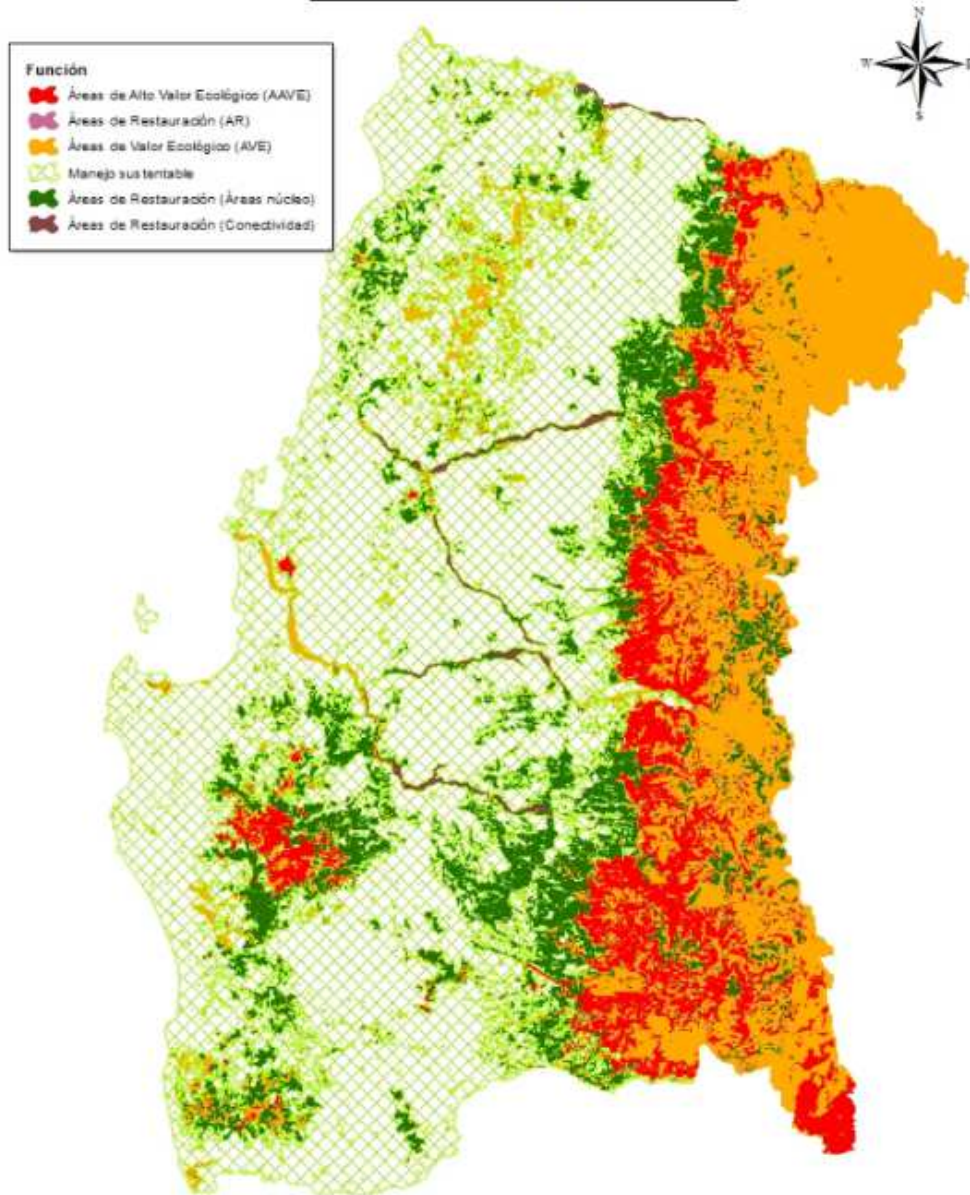 N
W
E
S
Función
Áreas de Alto Valor Ecológico (AAVE)
Áreas de Restauración (AR)
Áreas de Valor Ecológico (AVE)
Manejo sustentable
Áreas de Restauración (Áreas núcleo)
Áreas de Restauración (Conectividad)